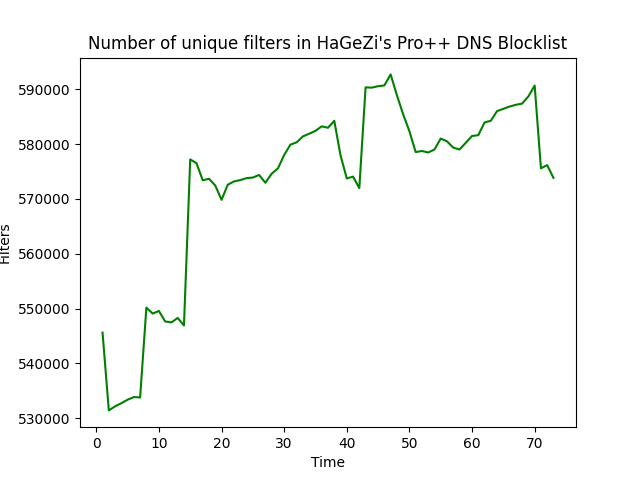 Number of unique filters in HaGeZi's Pro++ DNS Blocklist
590000
580000
570000
560000
550000
540000
530000
Filters
0 10 20 30 40 50 60 70
Time